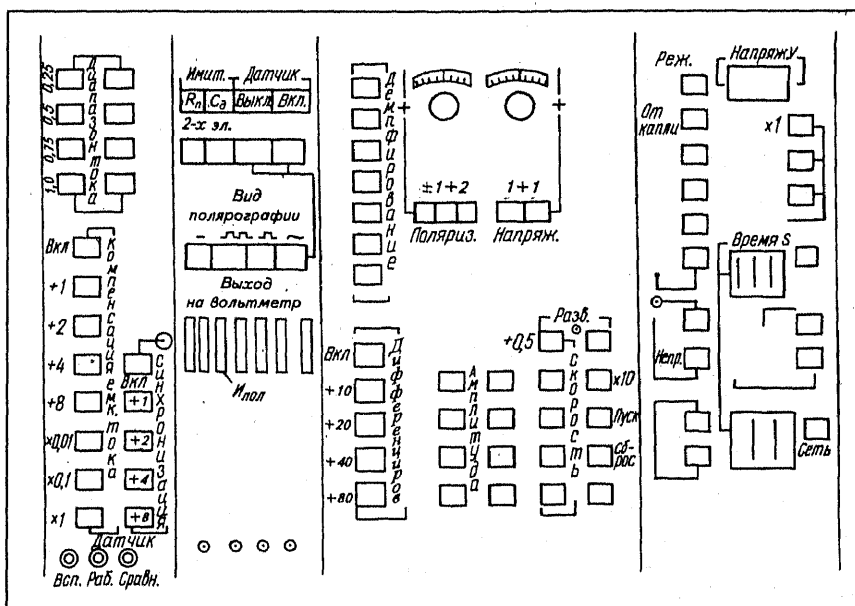 Диапазон тока
0,25
0,5
0,75
1,0
компенсация емк. тока
Вкл
+1
+2
+4
+8
×0,01
×0,1
×1
синхронизация
Вкл
+1
+2
+4
+8
Датчик
Всп. Раб. Сравн.
Имит. Датчик
Rп Cд Выкл Вкл.
2-х эл.
Вид
полярографии
Выход
на вольтметр
Ипол
Демпфирование
±1+2
Поляриз.
1+1
Напряж.
Дифференциров
Вкл
+10
+20
+40
+80
Амплитуда
Разв.
+0,5
скорость
×10
Пуск
Сб-
рос
Реж.
От
капли
Непр.
Напряж.У
×1
Время S
Сеть